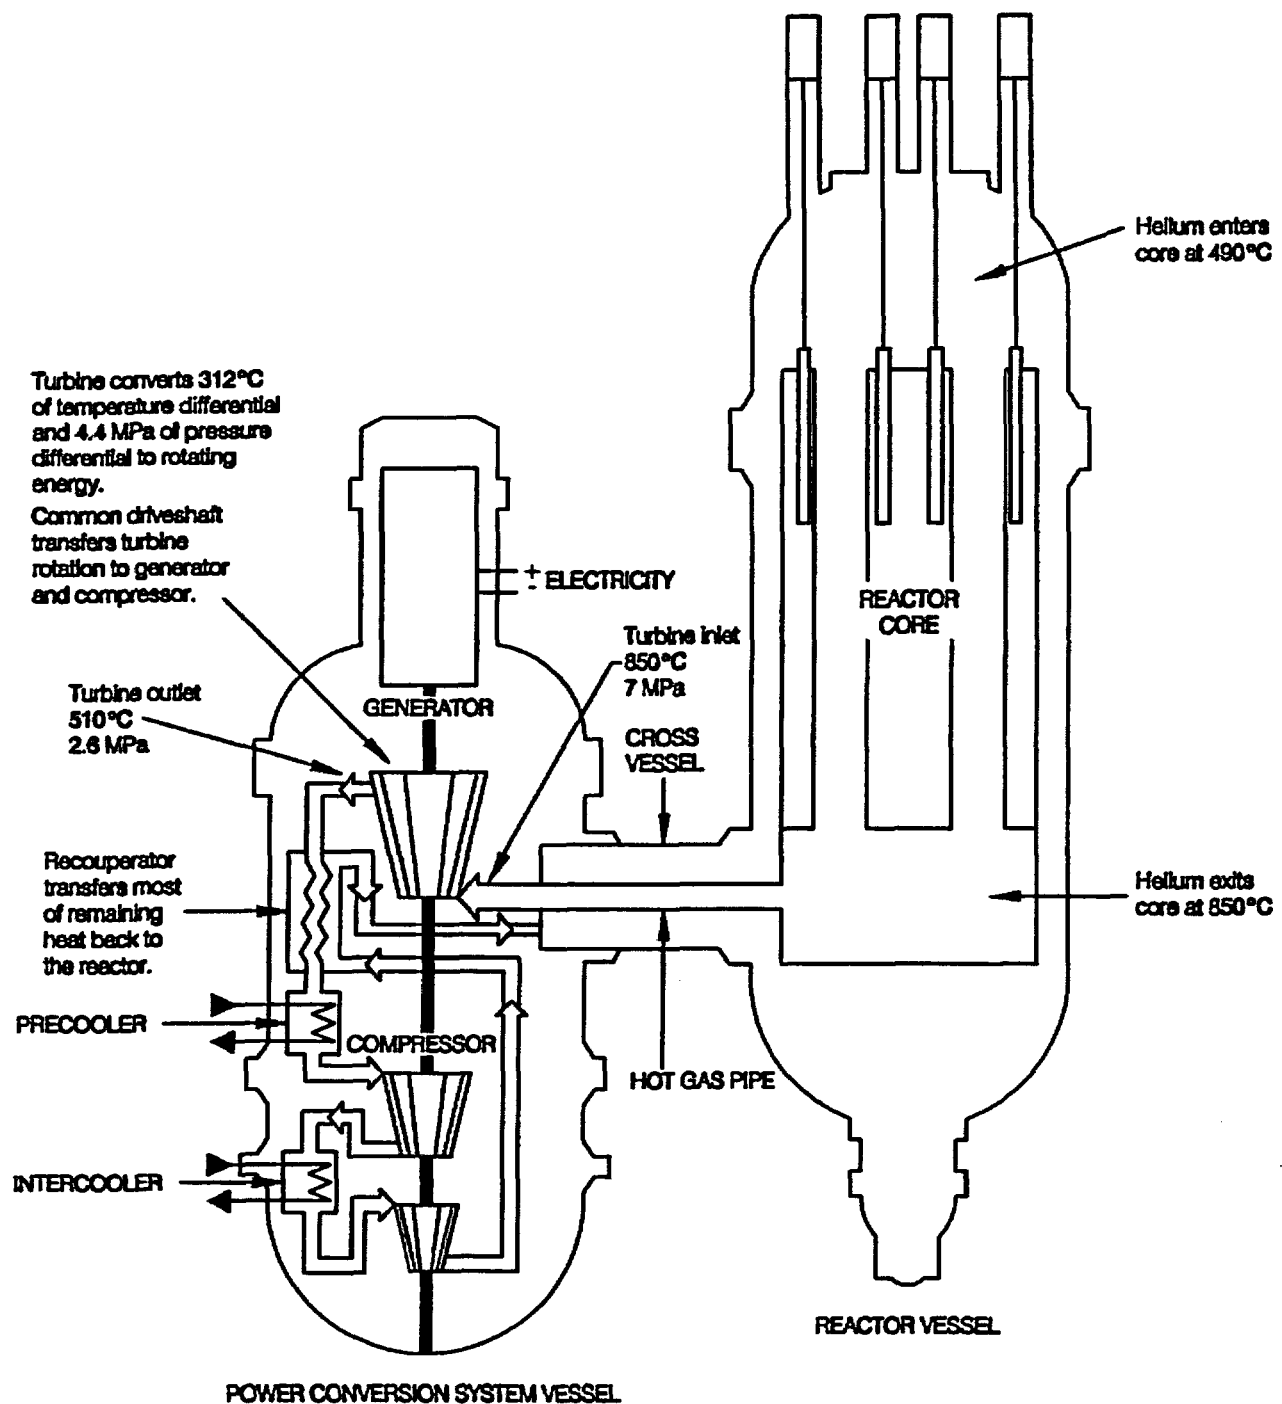 Helium enters
core at 490°C
Turbine converts 312°C
of temperature differential
and 4.4 MPa of pressure
differential to rotating
energy.
Common driveshaft
transfers turbine
rotation to generator
and compressor.
+
- ELECTRICITY
REACTOR
CORE
Turbine inlet
850°C
7 MPa
Turbine outlet
510°C
2.6 MPa
GENERATOR
CROSS
VESSEL
Recouperator
transfers most
of remaining
heat back to
the reactor.
Helium exits
core at 850°C
PRECOOLER
COMPRESSOR
HOT GAS PIPE
INTERCOOLER
REACTOR VESSEL
POWER CONVERSION SYSTEM VESSEL